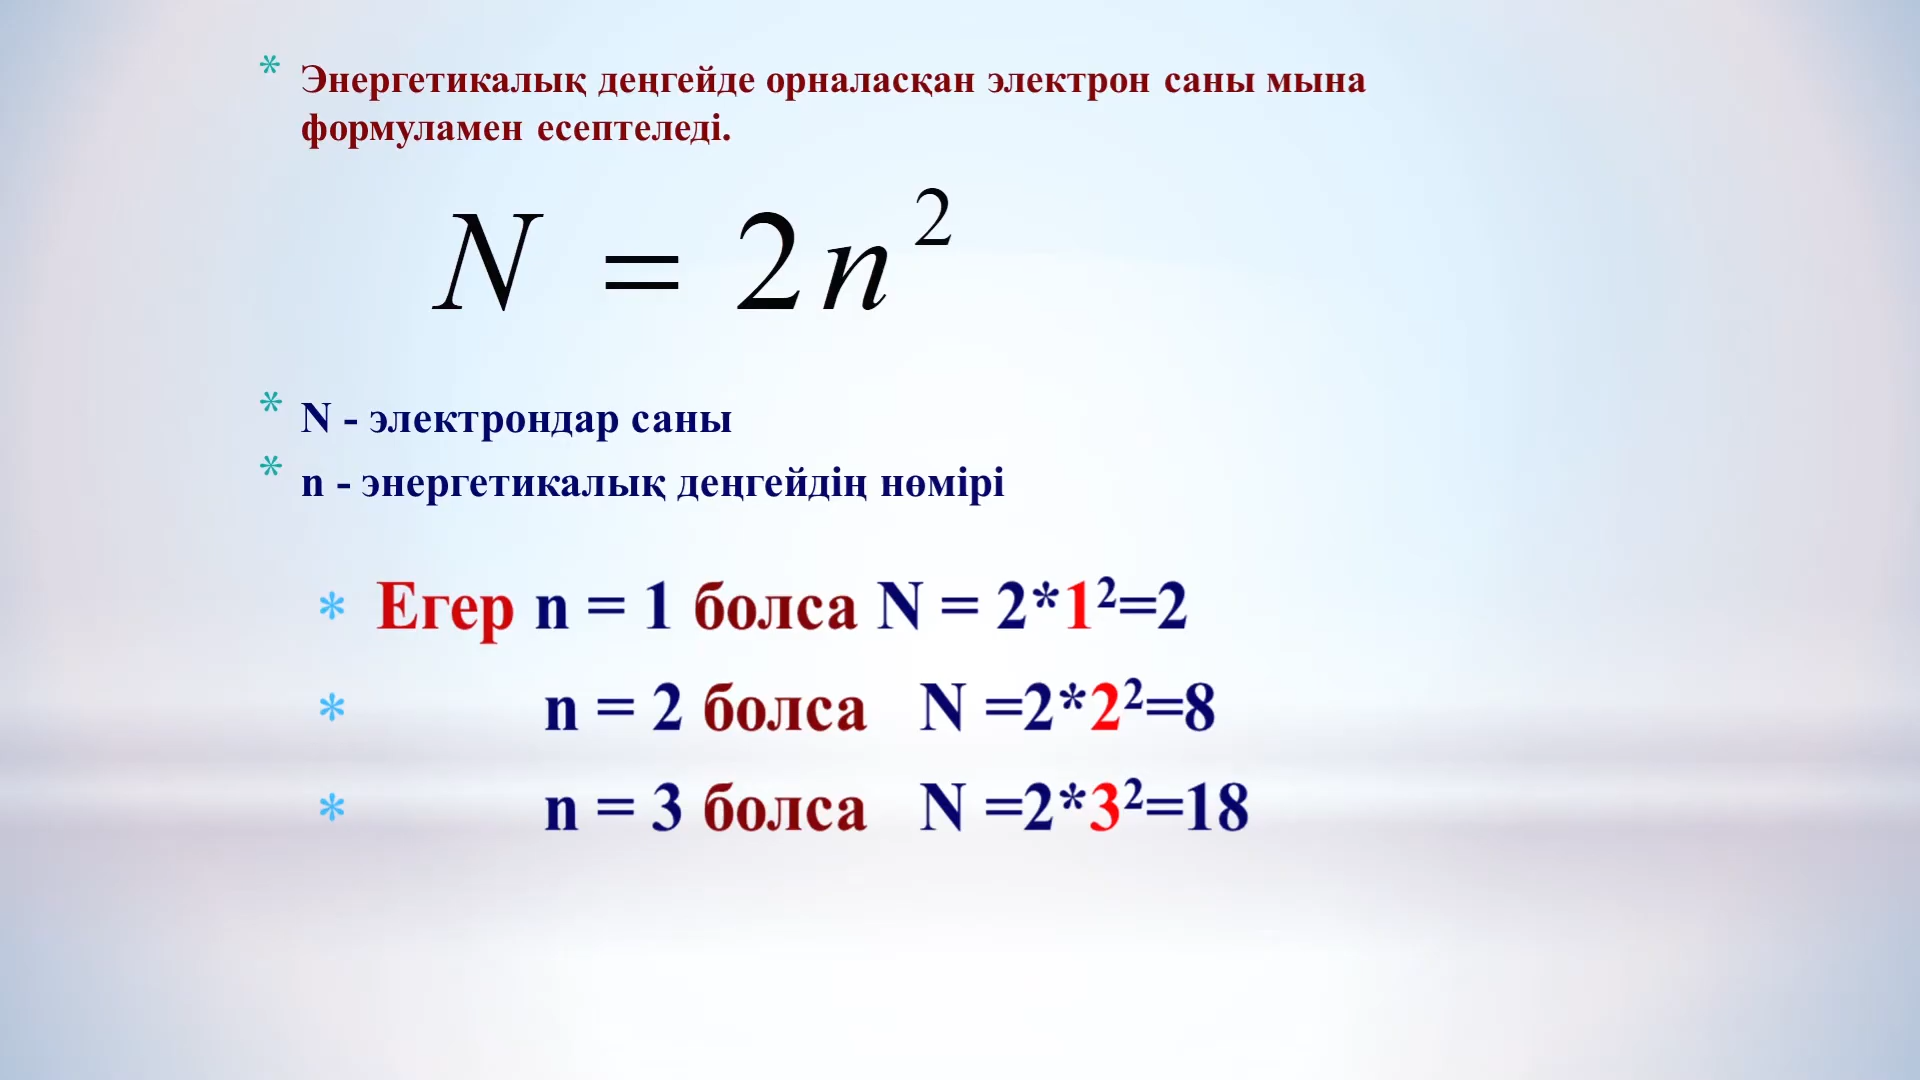 * Энергетикалық деңгейде орналасқан электрон саны мына
формуламен есептеледі.
N = 2n²
* N - электрондар саны
* n - энергетикалық деңгейдің нөмірі
* Егер n = 1 болса N = 2*1²=2
* n = 2 болса N =2*2²=8
* n = 3 болса N =2*3²=18